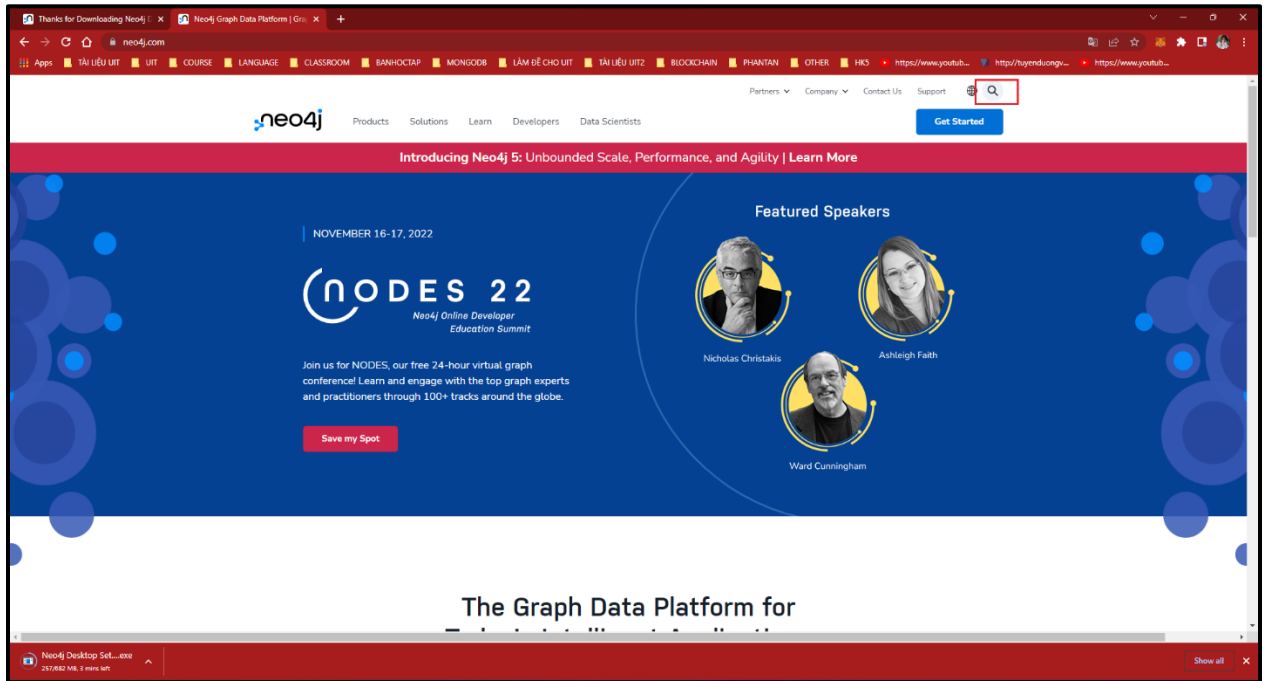 Thanks for Downloading Neo4j D
Neo4j Graph Data Platform | Gra
neo4j.com
Apps TÀI LIỆU UIT UIT COURSE LANGUAGE CLASSROOM BANHOCTAP MONGODB LÀM ĐỀ CHO UIT TÀI LIỆU UIT2 BLOCKCHAIN PHANTAN OTHER HK5 https://www.youtub... http://tuyenduongv... https://www.youtub...
Partners Company Contact Us Support
neo4j Products Solutions Learn Developers Data Scientists Get Started
Introducing Neo4j 5: Unbounded Scale, Performance, and Agility | Learn More
NOVEMBER 16-17, 2022
NODES 22
Neo4j Online Developer
Education Summit
Join us for NODES, our free 24-hour virtual graph
conference! Learn and engage with the top graph experts
and practitioners through 100+ tracks around the globe.
Save my Spot
Featured Speakers
Nicholas Christakis
Ashleigh Faith
Ward Cunningham
The Graph Data Platform for
Neo4j Desktop Set....exe
257/682 MB, 3 mins left
Show all